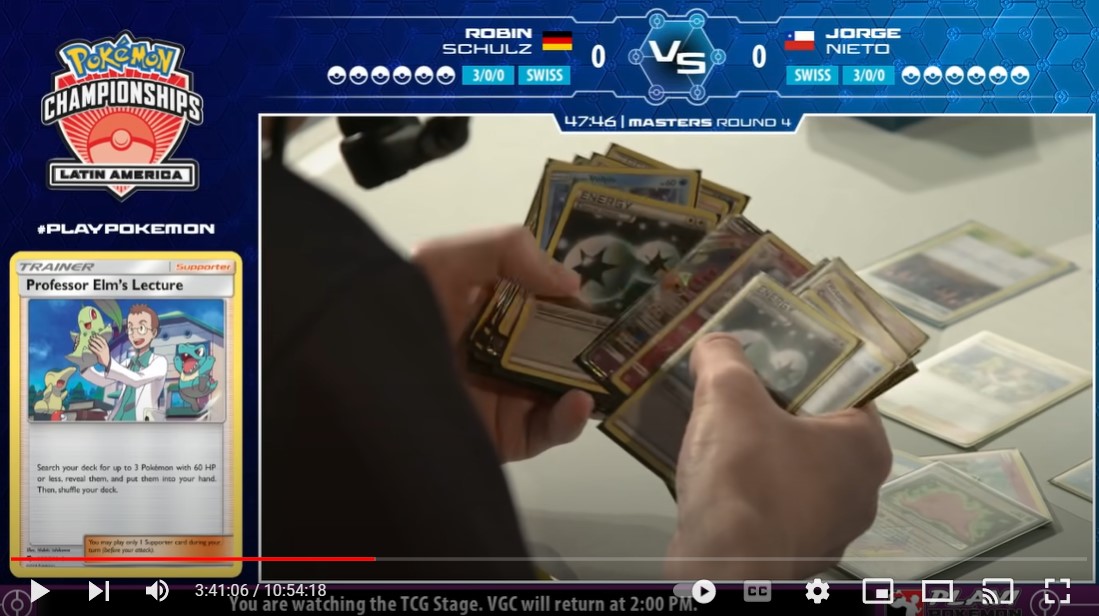 POKÉMON
CHAMPIONSHIPS
LATIN AMERICA
#PLAYPOKEMON
ROBIN
SCHULZ
0
VS
0
JORGE
NIETO
3/0/0
SWISS
SWISS
3/0/0
47:46 | MASTERS ROUND 4
TRAINER
Supporter
Professor Elm's Lecture
Search your deck for up to 3 Pokémon with 60 HP
or less, reveal them, and put them into your hand.
Then, shuffle your deck.
You may play only 1 Supporter card during your
turn (before your attack).
ENERGY
ENERGY
3:41:06 / 10:54:18
CC
You are watching the TCG Stage. VGC will return at 2:00 PM.
PLAY!
POKÉMON